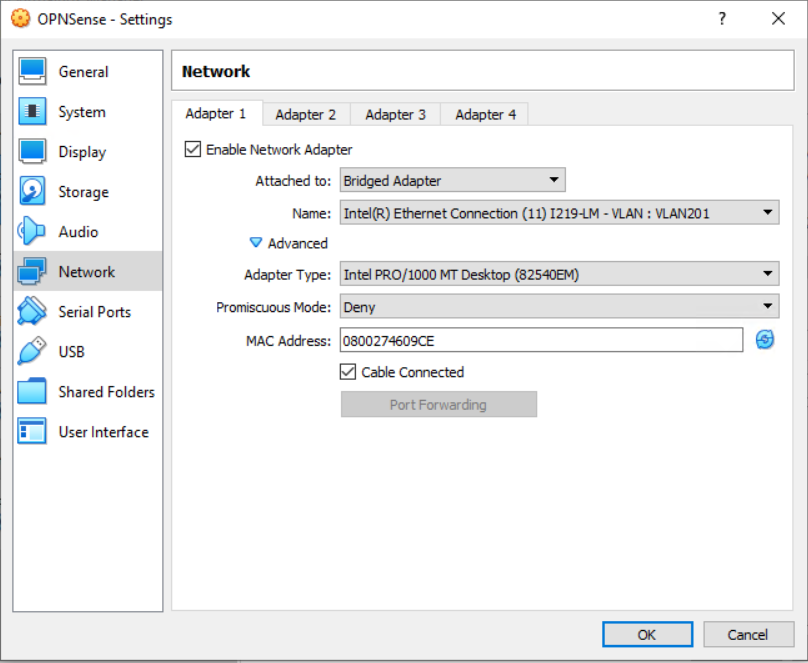 OPNSense - Settings
?
General
System
Display
Storage
Audio
Network
Serial Ports
USB
Shared Folders
User Interface
Network
Adapter 1 Adapter 2 Adapter 3 Adapter 4
Enable Network Adapter
Attached to: Bridged Adapter
Name: Intel(R) Ethernet Connection (11) I219-LM - VLAN : VLAN201
Advanced
Adapter Type: Intel PRO/1000 MT Desktop (82540EM)
Promiscuous Mode: Deny
MAC Address: 0800274609CE
Cable Connected
Port Forwarding
OK Cancel